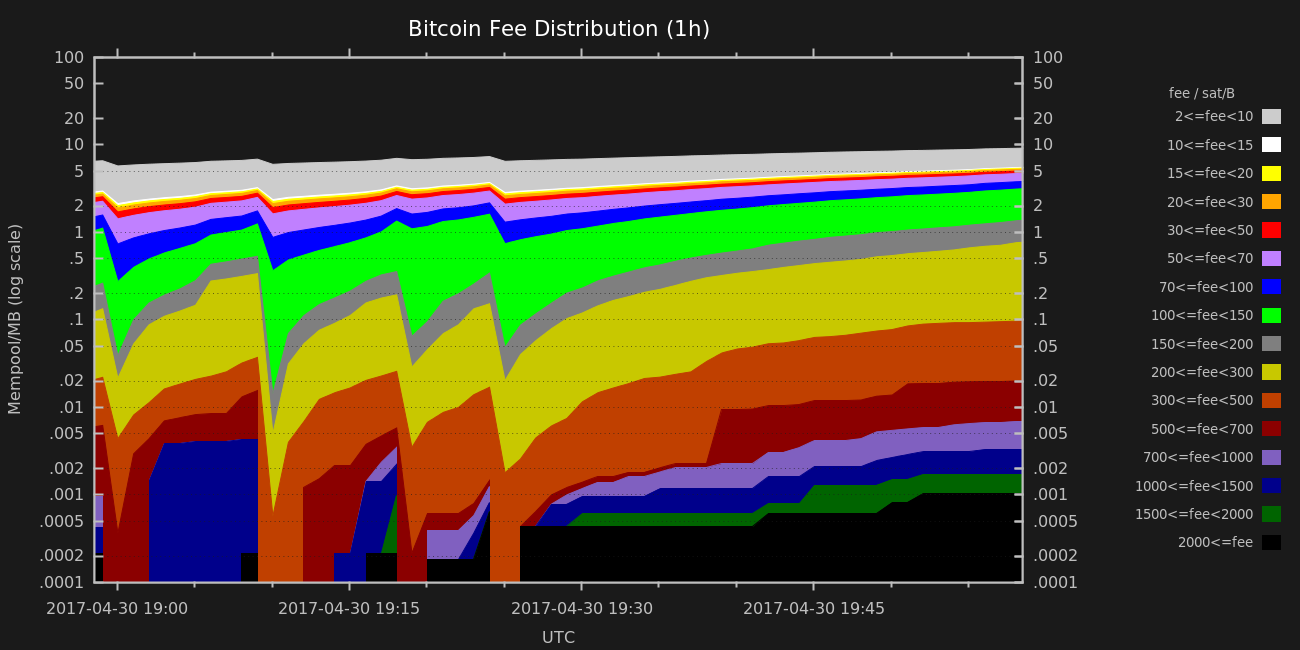 Bitcoin Fee Distribution (1h)
100
50
20
10
5
2
1
.5
.2
.1
.05
.02
.01
.005
.002
.001
.0005
.0002
.0001
Mempool/MB (log scale)
100
50
20
10
5
2
1
.5
.2
.1
.05
.02
.01
.005
.002
.001
.0005
.0002
.0001
2017-04-30 19:00
2017-04-30 19:15
2017-04-30 19:30
2017-04-30 19:45
UTC
fee / sat/B
2<=fee<10
10<=fee<15
15<=fee<20
20<=fee<30
30<=fee<50
50<=fee<70
70<=fee<100
100<=fee<150
150<=fee<200
200<=fee<300
300<=fee<500
500<=fee<700
700<=fee<1000
1000<=fee<1500
1500<=fee<2000
2000<=fee